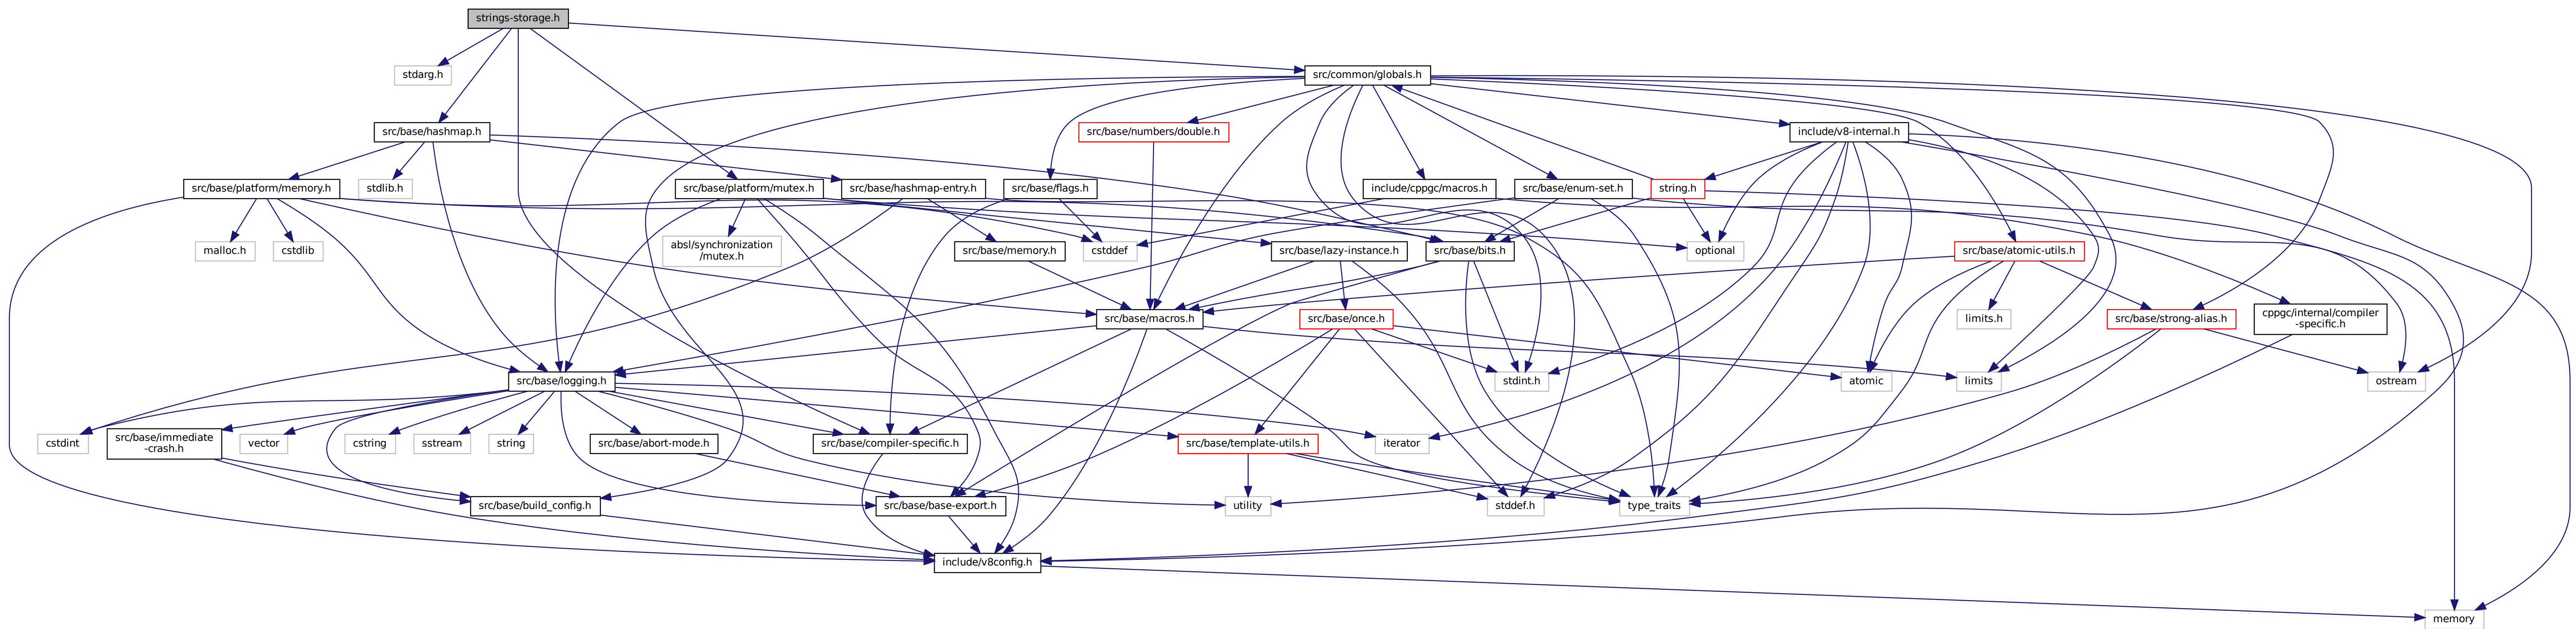 strings-storage.h
stdarg.h
src/common/globals.h
src/base/hashmap.h
src/base/numbers/double.h
include/v8-internal.h
src/base/platform/memory.h
stdlib.h
src/base/platform/mutex.h
src/base/hashmap-entry.h
src/base/flags.h
include/cppgc/macros.h
src/base/enum-set.h
string.h
malloc.h
cstdlib
absl/synchronization
/mutex.h
src/base/memory.h
cstddef
src/base/lazy-instance.h
src/base/bits.h
optional
src/base/atomic-utils.h
src/base/macros.h
src/base/once.h
limits.h
src/base/strong-alias.h
cppgc/internal/compiler
-specific.h
src/base/logging.h
stdint.h
atomic
limits
ostream
cstdint
src/base/immediate
-crash.h
vector
cstring
sstream
string
src/base/abort-mode.h
src/base/compiler-specific.h
src/base/template-utils.h
iterator
src/base/build_config.h
src/base/base-export.h
utility
stddef.h
type_traits
include/v8config.h
memory